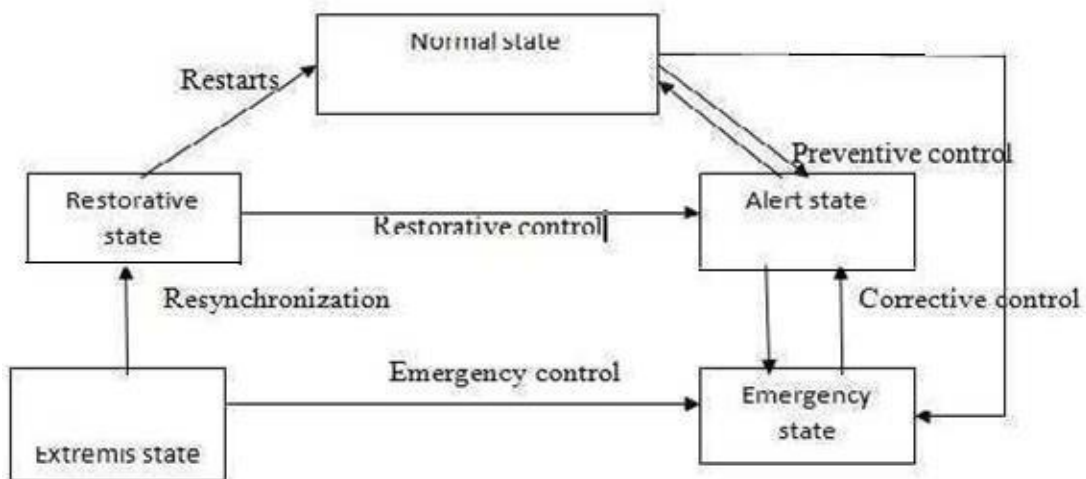 Normal state
Restarts
Preventive control
Restorative
state
Alert state
Restorative control
Resynchronization
Corrective control
Emergency control
Emergency
state
Extremis state